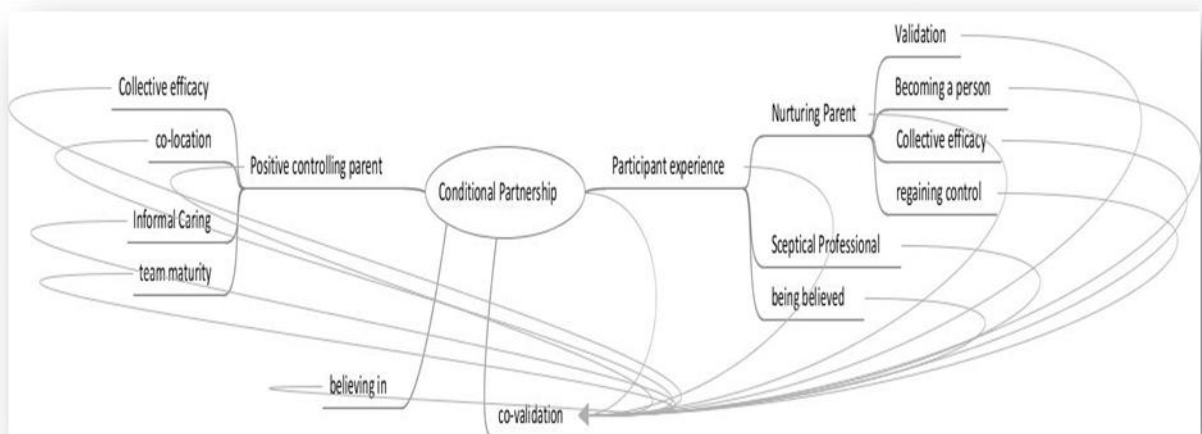 Collective efficacy
co-location
Positive controlling parent
Informal Caring
team maturity
Conditional Partnership
believing in
co-validation
Participant experience
Nurturing Parent
Validation
Becoming a person
Collective efficacy
regaining control
Sceptical Professional
being believed